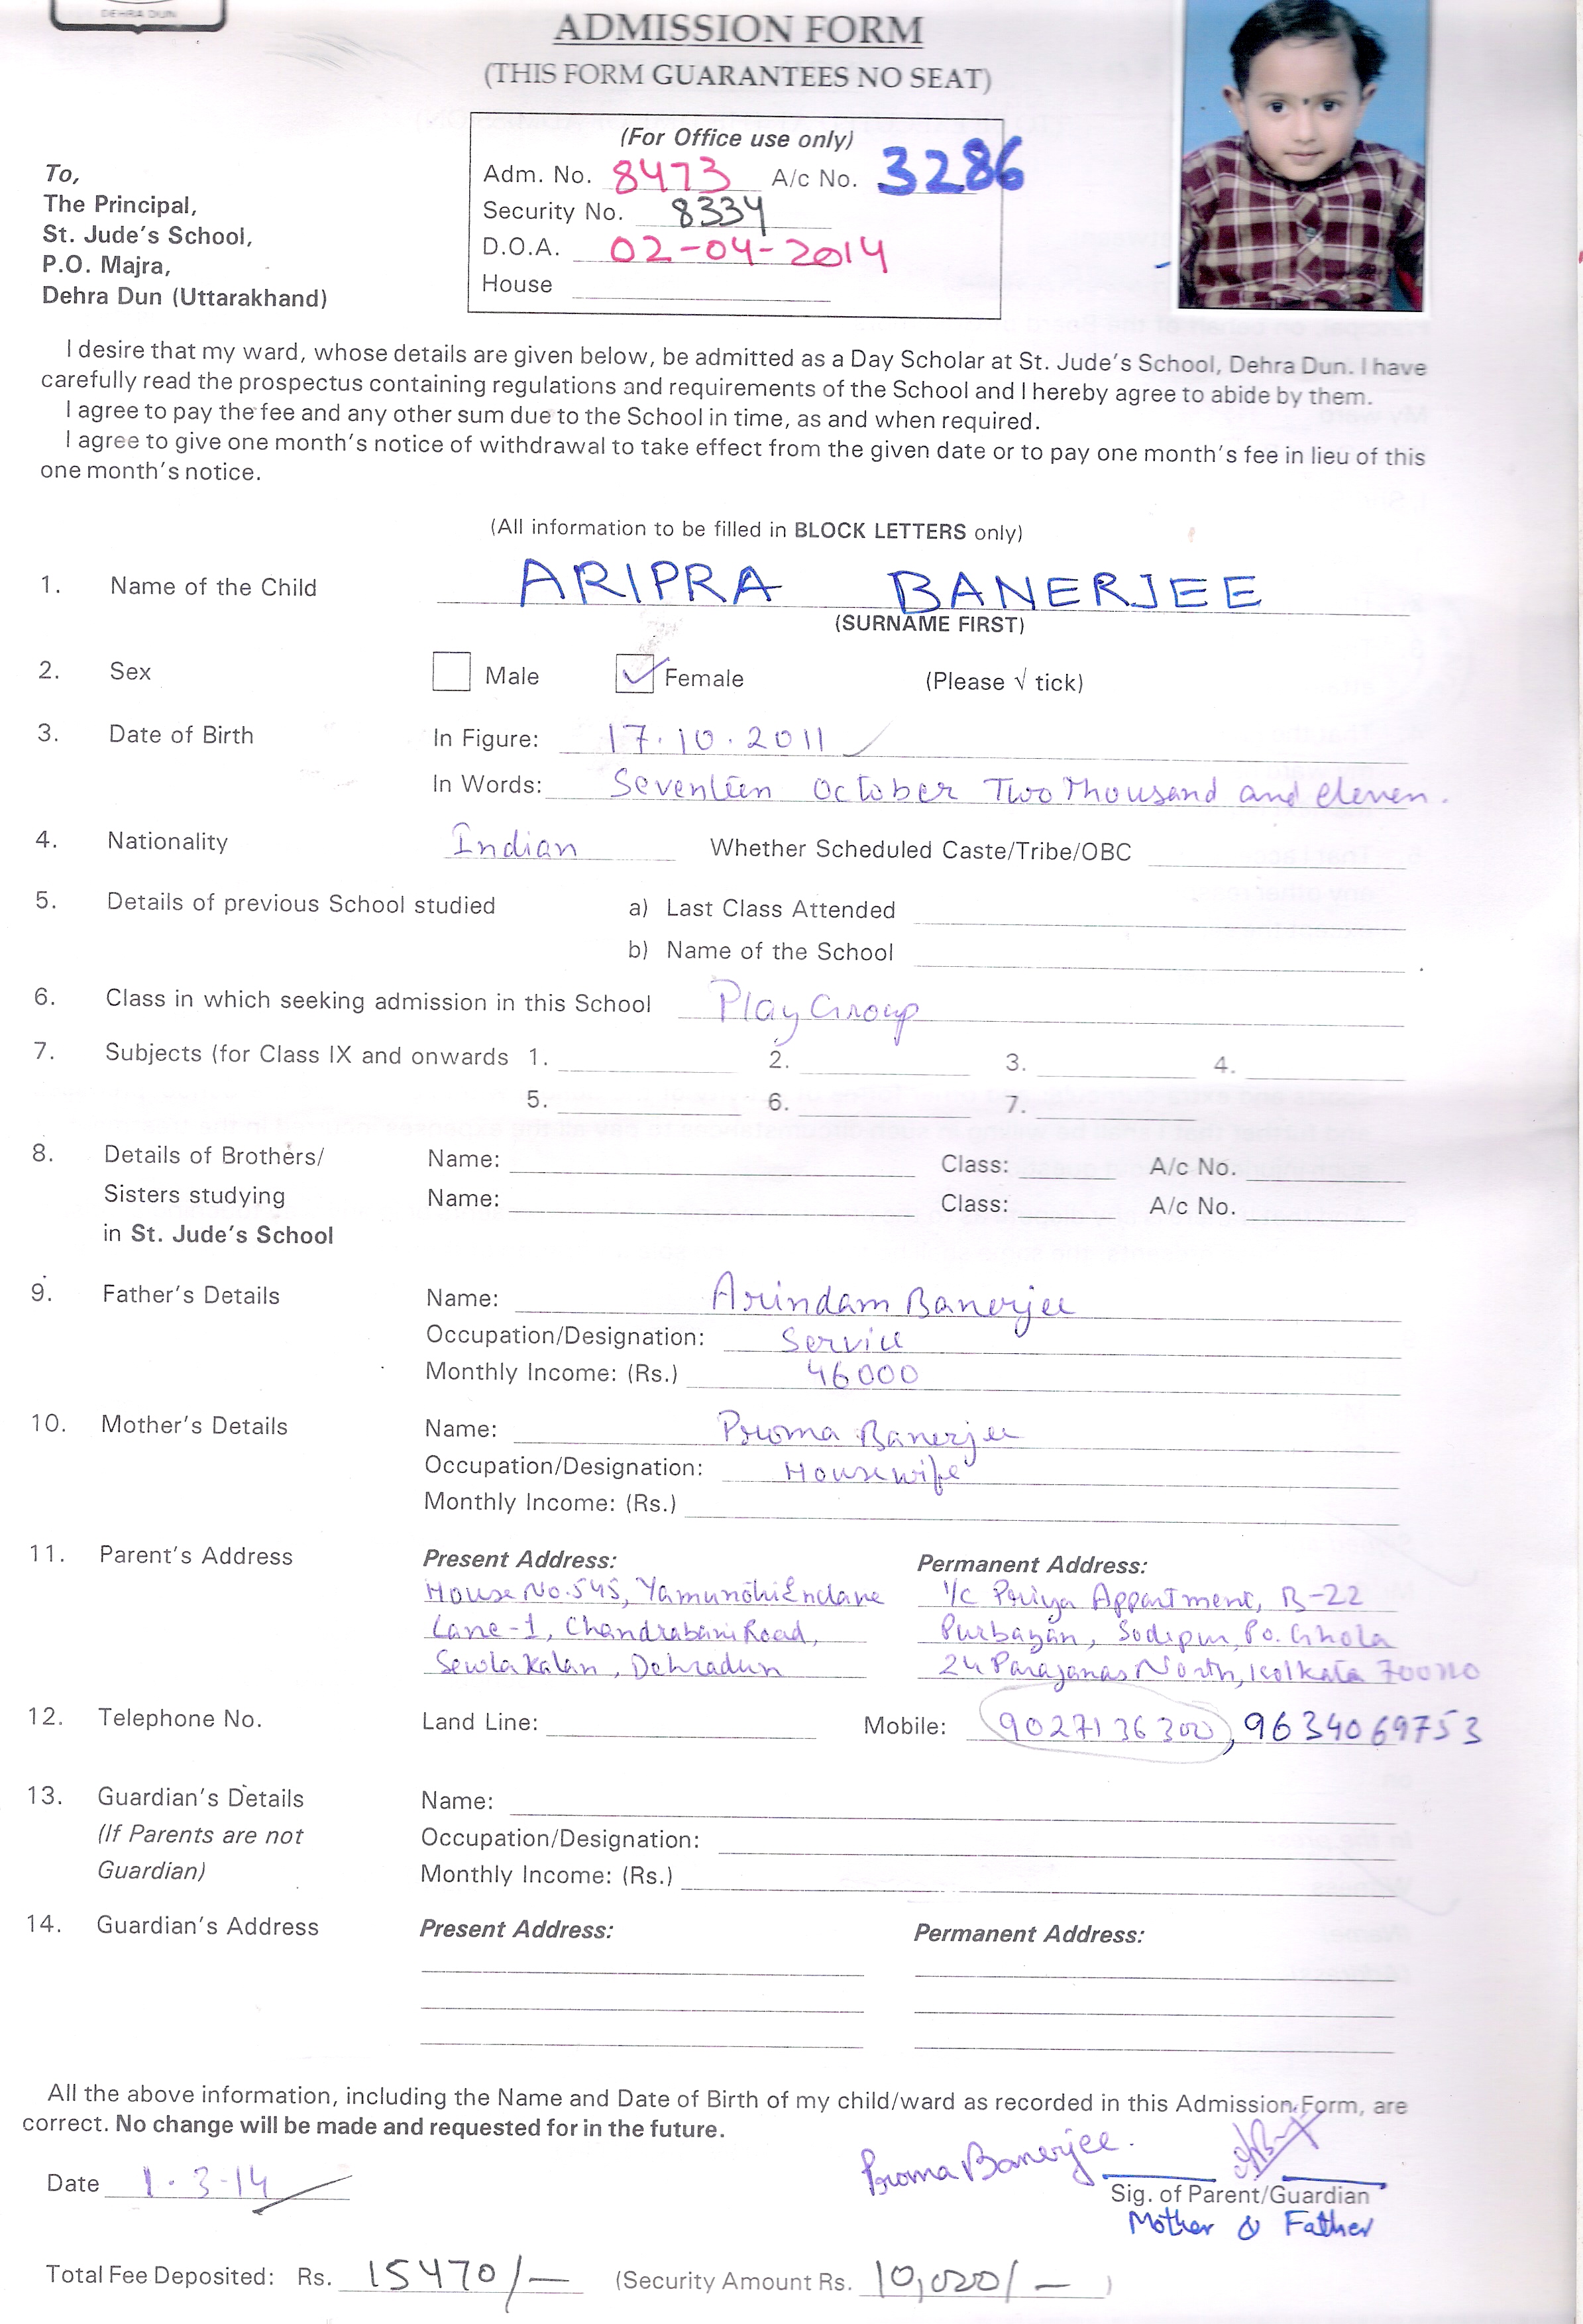 DEHRA DUN
ADMISSION FORM
(THIS FORM GUARANTEES NO SEAT)
(For Office use only)
Adm. No. 8473 A/c No. 3286
Security No. 8334
D.O.A. 02-04-2014
House
To,
The Principal,
St. Jude's School,
P.O. Majra,
Dehra Dun (Uttarakhand)
I desire that my ward, whose details are given below, be admitted as a Day Scholar at St. Jude's School, Dehra Dun. I have
carefully read the prospectus containing regulations and requirements of the School and I hereby agree to abide by them.
I agree to pay the fee and any other sum due to the School in time, as and when required.
I agree to give one month's notice of withdrawal to take effect from the given date or to pay one month's fee in lieu of this
one month's notice.
(All information to be filled in BLOCK LETTERS only)
1. Name of the Child ARIPRA BANERJEE
(SURNAME FIRST)
2. Sex Male ✓ Female (Please √ tick)
3. Date of Birth In Figure: 17.10.2011
In Words: Seventeen October Two Thousand and eleven.
4. Nationality Indian Whether Scheduled Caste/Tribe/OBC
5. Details of previous School studied a) Last Class Attended
b) Name of the School
6. Class in which seeking admission in this School Play Group
7. Subjects (for Class IX and onwards 1. 2. 3. 4.
5. 6. 7.
8. Details of Brothers/ Name: Class: A/c No.
Sisters studying Name: Class: A/c No.
in St. Jude's School
9. Father's Details Name: Arindam Banerjee
Occupation/Designation: Service
Monthly Income: (Rs.) 46000
10. Mother's Details Name: Proma Banerjee
Occupation/Designation: Housewife
Monthly Income: (Rs.)
11. Parent's Address Present Address: Permanent Address:
House No. 545, Yamunotri Enclave 1/C Priya Appartment, B-22
Lane-1, Chandrabani Road, Purbayan, Sodepur, Po. Ghola
Sewla Kalan, Dehradun 24 Parajanas North, Kolkata
12. Telephone No. Land Line: Mobile: 9027136300, 9634069753
13. Guardian's Details Name:
(If Parents are not Occupation/Designation:
Guardian) Monthly Income: (Rs.)
14. Guardian's Address Present Address: Permanent Address:
All the above information, including the Name and Date of Birth of my child/ward as recorded in this Admission Form, are
correct. No change will be made and requested for in the future.
Proma Banerjee.
Date 1.3.14
Sig. of Parent/Guardian
Mother & Father
Total Fee Deposited: Rs. 15470/— (Security Amount Rs. 10,020/— )